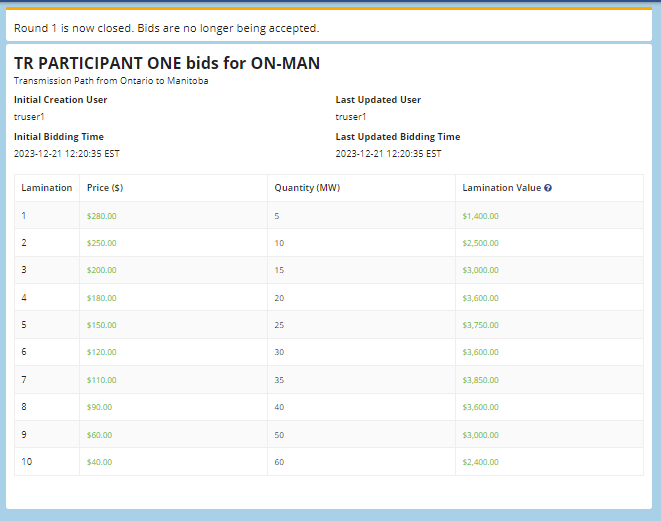 Round 1 is now closed. Bids are no longer being accepted.
TR PARTICIPANT ONE bids for ON-MAN
Transmission Path from Ontario to Manitoba
Initial Creation User Last Updated User
truser1 truser1
Initial Bidding Time Last Updated Bidding Time
2023-12-21 12:20:35 EST 2023-12-21 12:20:35 EST
Lamination Price ($) Quantity (MW) Lamination Value ?
1 $280.00 5 $1,400.00
2 $250.00 10 $2,500.00
3 $200.00 15 $3,000.00
4 $180.00 20 $3,600.00
5 $150.00 25 $3,750.00
6 $120.00 30 $3,600.00
7 $110.00 35 $3,850.00
8 $90.00 40 $3,600.00
9 $60.00 50 $3,000.00
10 $40.00 60 $2,400.00